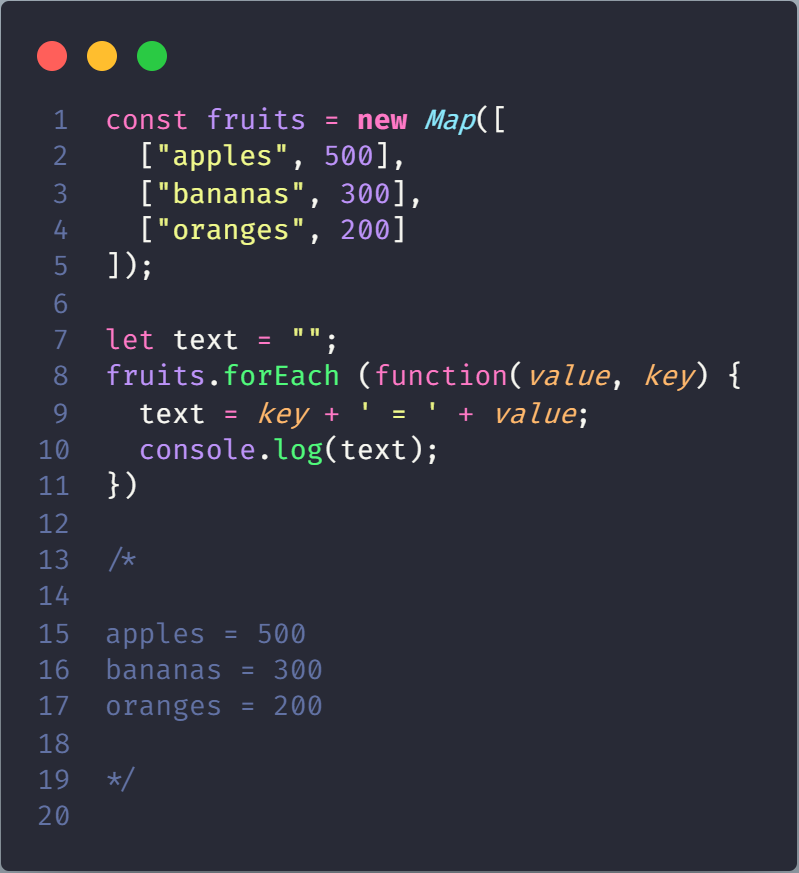 1 const fruits = new Map([
2   ["apples", 500],
3   ["bananas", 300],
4   ["oranges", 200]
5 ]);
6
7 let text = "";
8 fruits.forEach (function(value, key) {
9   text = key + ' = ' + value;
10   console.log(text);
11 })
12
13 /*
14
15 apples = 500
16 bananas = 300
17 oranges = 200
18
19 */
20